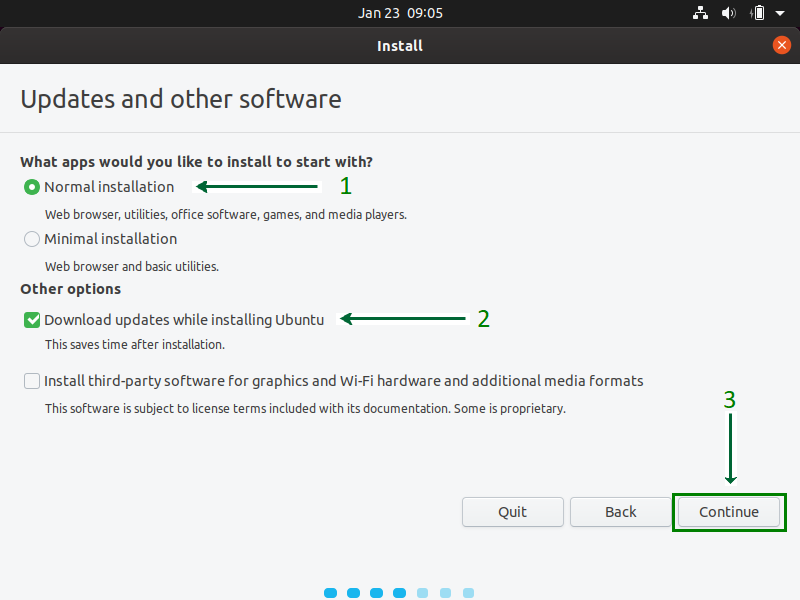 Jan 23 09:05
Install
Updates and other software
What apps would you like to install to start with?
Normal installation
1
Web browser, utilities, office software, games, and media players.
Minimal installation
Web browser and basic utilities.
Other options
Download updates while installing Ubuntu
2
This saves time after installation.
Install third-party software for graphics and Wi-Fi hardware and additional media formats
This software is subject to license terms included with its documentation. Some is proprietary.
3
Quit
Back
Continue